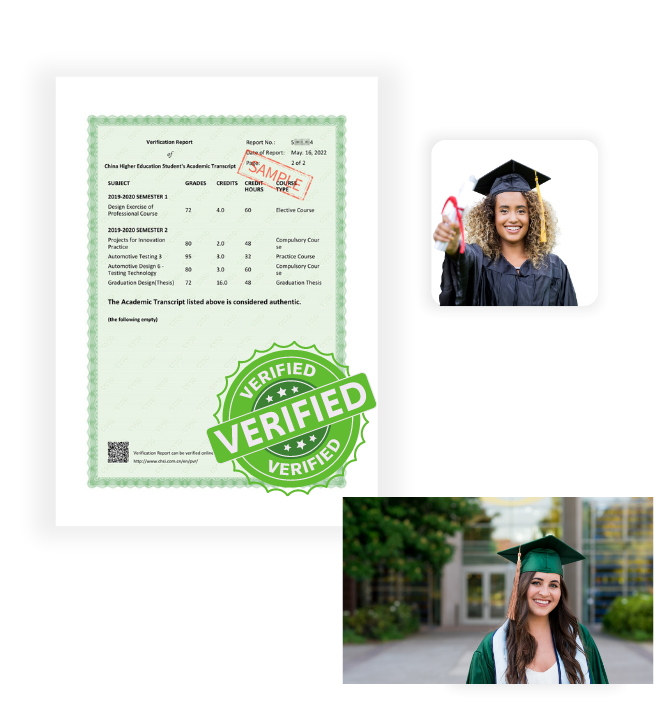 Verification Report
of
China Higher Education Student's Academic Transcript
Report No.:
Date of Report: May. 16, 2022
Page: 2 of 2
SAMPLE
SUBJECT GRADES CREDITS CREDIT HOURS COURSE TYPE
2019-2020 SEMESTER 1
Design Exercise of
Professional Course 72 4.0 60 Elective Course
2019-2020 SEMESTER 2
Projects for Innovation
Practice 80 2.0 48 Compulsory Cour
se
Automotive Testing 3 95 3.0 32 Practice Course
Automotive Design 6--
Testing Technology 80 3.0 60 Compulsory Cour
se
Graduation Design(Thesis) 72 16.0 48 Graduation Thesis
The Academic Transcript listed above is considered authentic.
(the following empty)
Verification Report can be verified online
http://www.chsi.com.cn/en/pvr/
VERIFIED
VERIFIED
VERIFIED